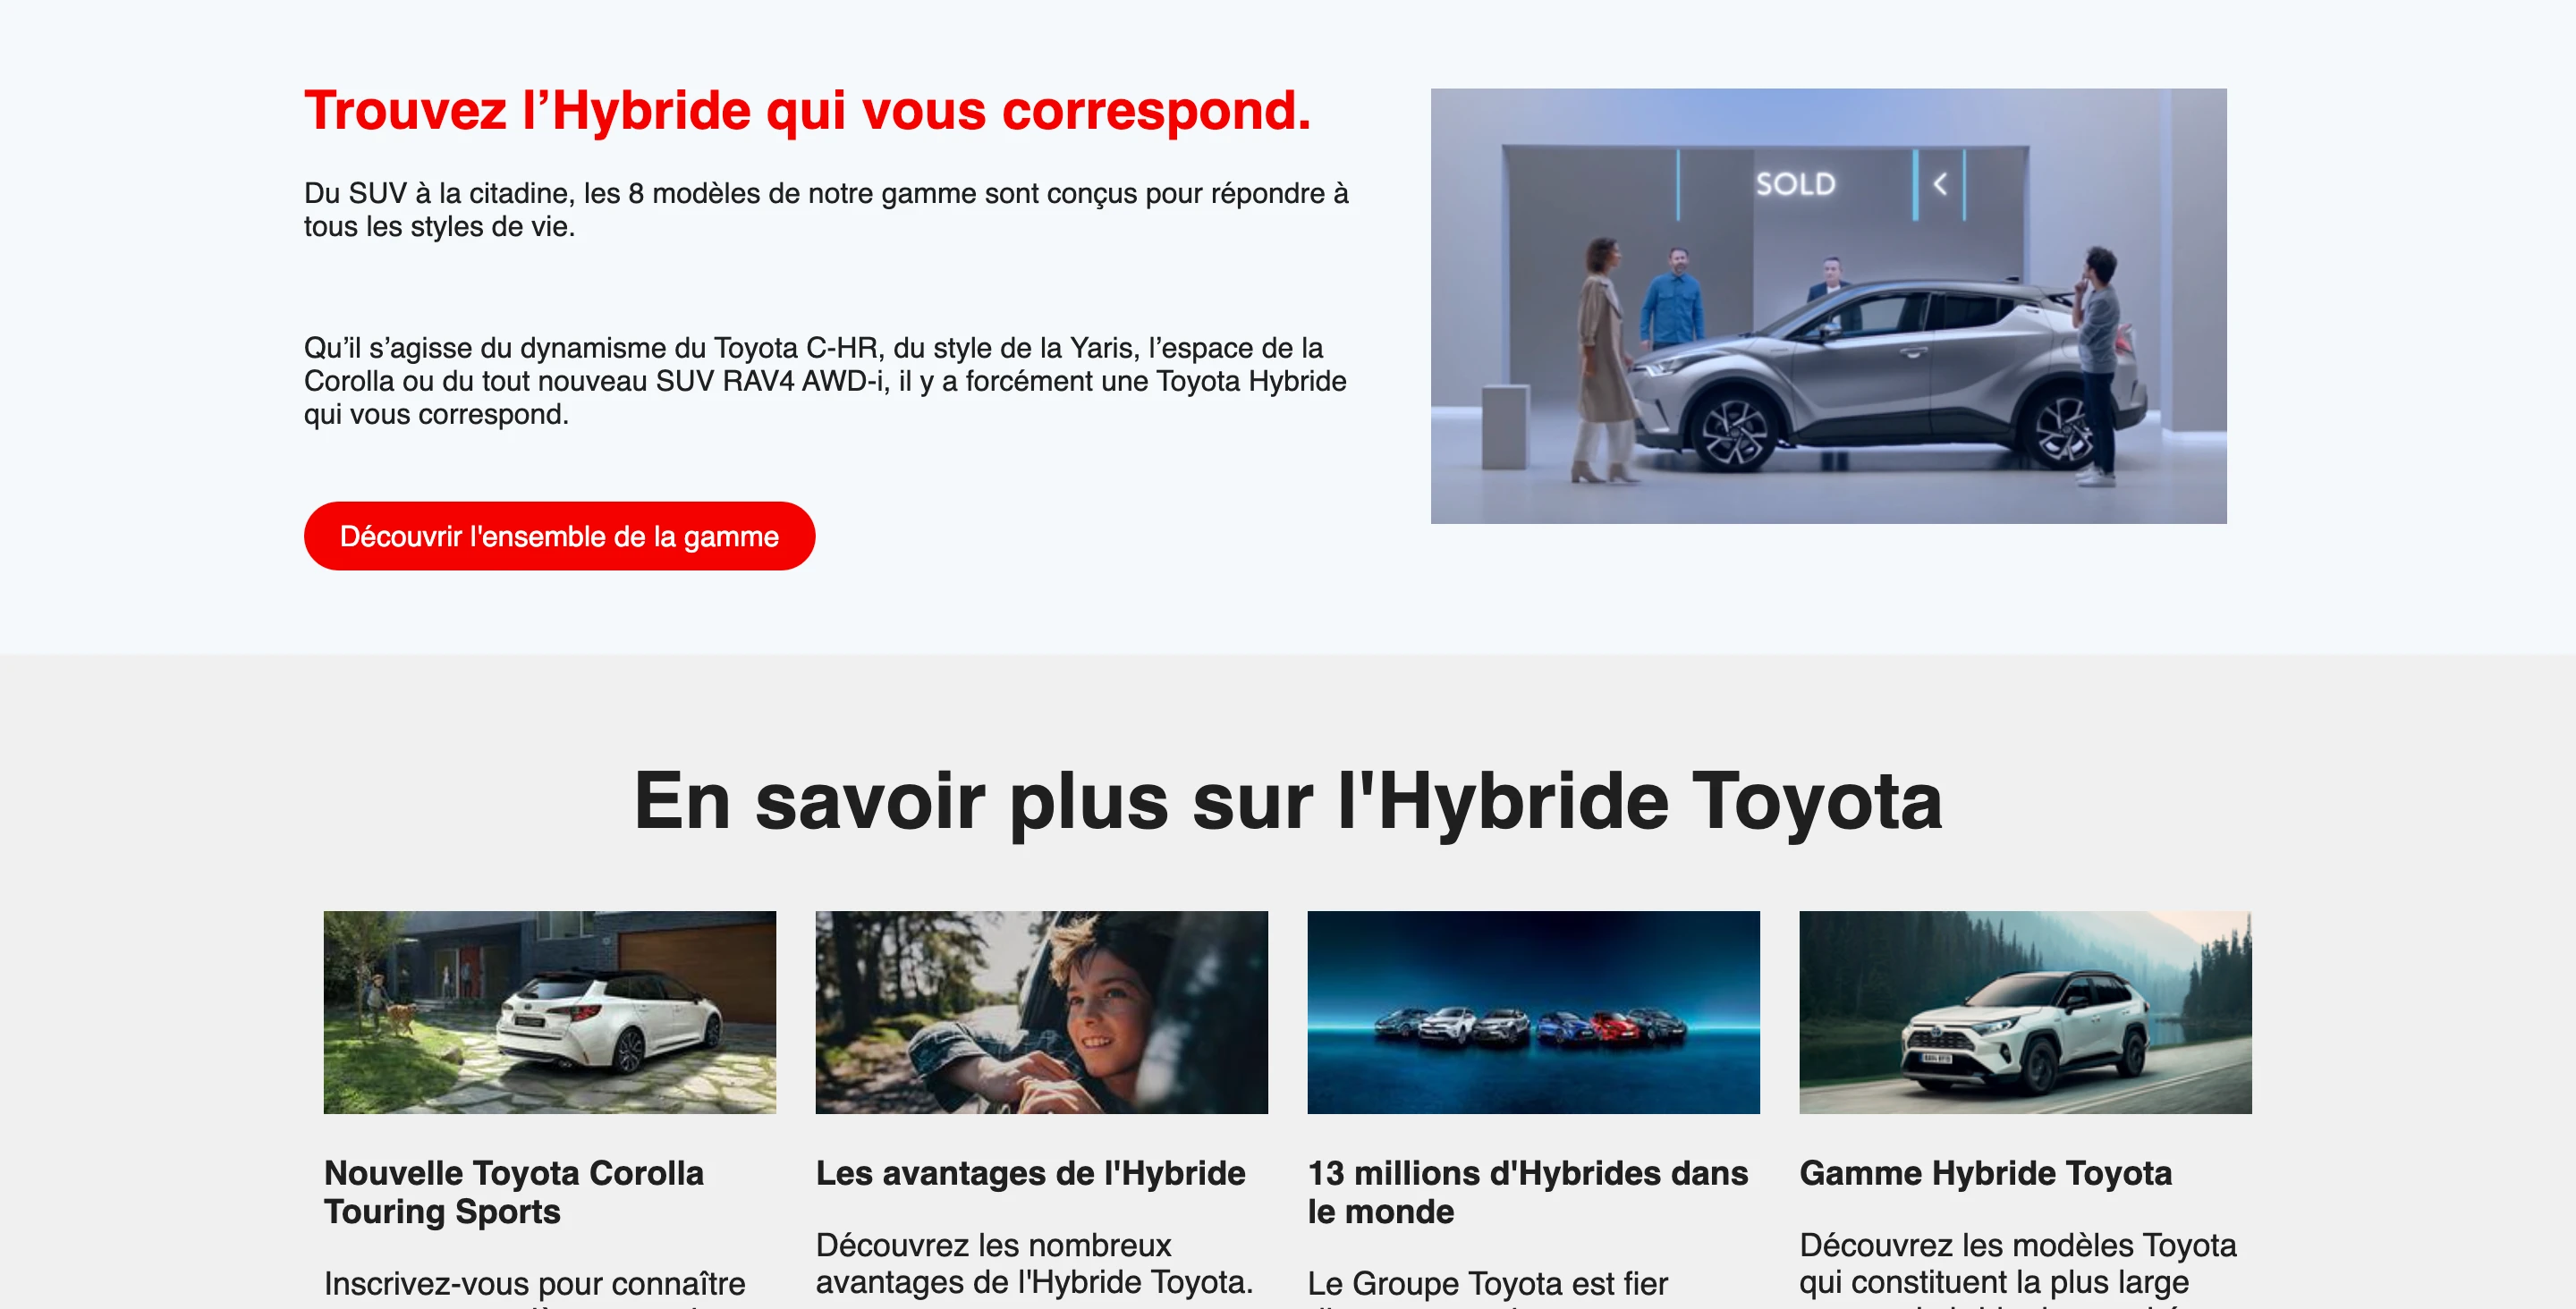 Trouvez l’Hybride qui vous correspond.
Du SUV à la citadine, les 8 modèles de notre gamme sont conçus pour répondre à
tous les styles de vie.
Qu’il s’agisse du dynamisme du Toyota C-HR, du style de la Yaris, l’espace de la
Corolla ou du tout nouveau SUV RAV4 AWD-i, il y a forcément une Toyota Hybride
qui vous correspond.
Découvrir l'ensemble de la gamme
SOLD
En savoir plus sur l'Hybride Toyota
Nouvelle Toyota Corolla
Touring Sports
Inscrivez-vous pour connaître
Les avantages de l'Hybride
Découvrez les nombreux
avantages de l'Hybride Toyota.
13 millions d'Hybrides dans
le monde
Le Groupe Toyota est fier
Gamme Hybride Toyota
Découvrez les modèles Toyota
qui constituent la plus large